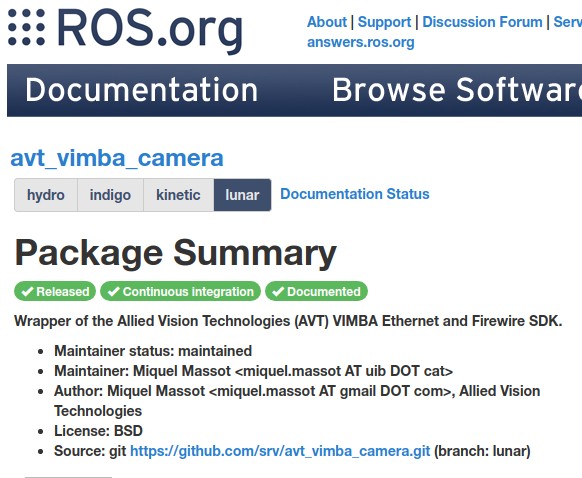 ROS.org
About | Support | Discussion Forum | Serv
answers.ros.org
Documentation Browse Software
avt_vimba_camera
hydro indigo kinetic lunar Documentation Status
Package Summary
Released Continuous integration Documented
Wrapper of the Allied Vision Technologies (AVT) VIMBA Ethernet and Firewire SDK.
• Maintainer status: maintained
• Maintainer: Miquel Massot <miquel.massot AT uib DOT cat>
• Author: Miquel Massot <miquel.massot AT gmail DOT com>, Allied Vision
Technologies
• License: BSD
• Source: git https://github.com/srv/avt_vimba_camera.git (branch: lunar)